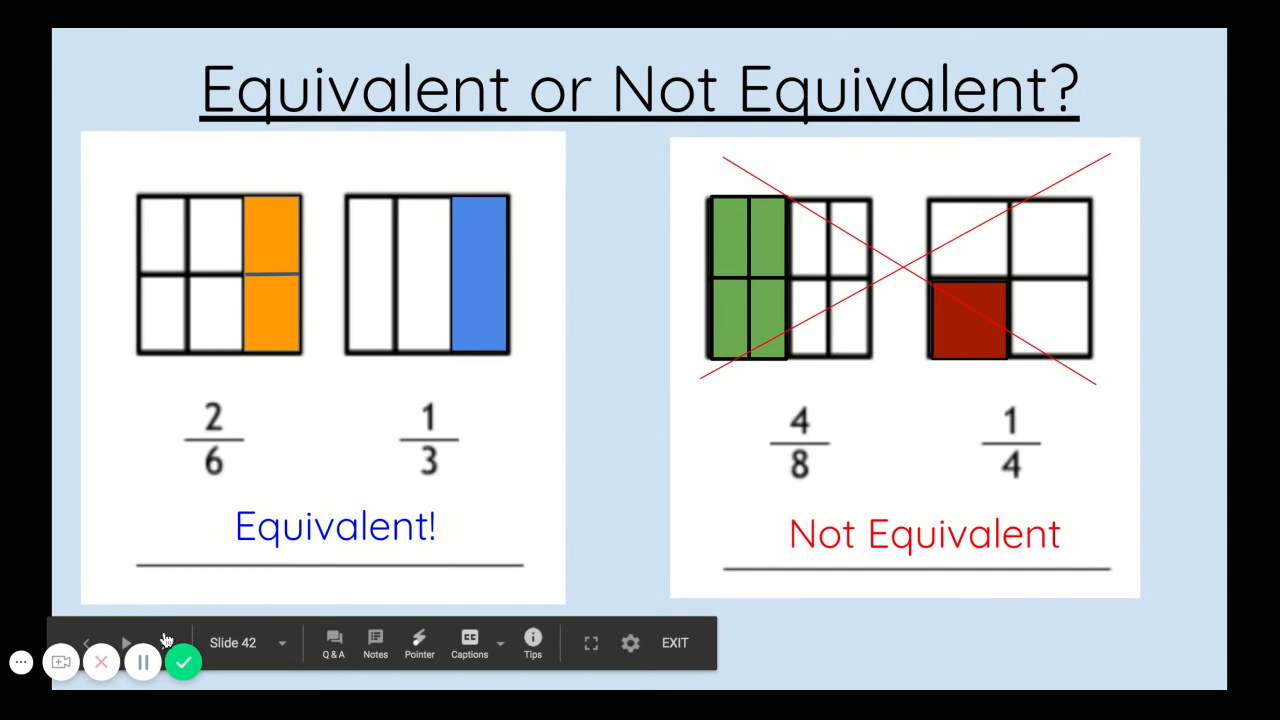 Equivalent or Not Equivalent?
2
6
1
3
Equivalent!
4
8
1
4
Not Equivalent
Slide 42
Q & A
Notes
Pointer
CC
Captions
Tips
EXIT